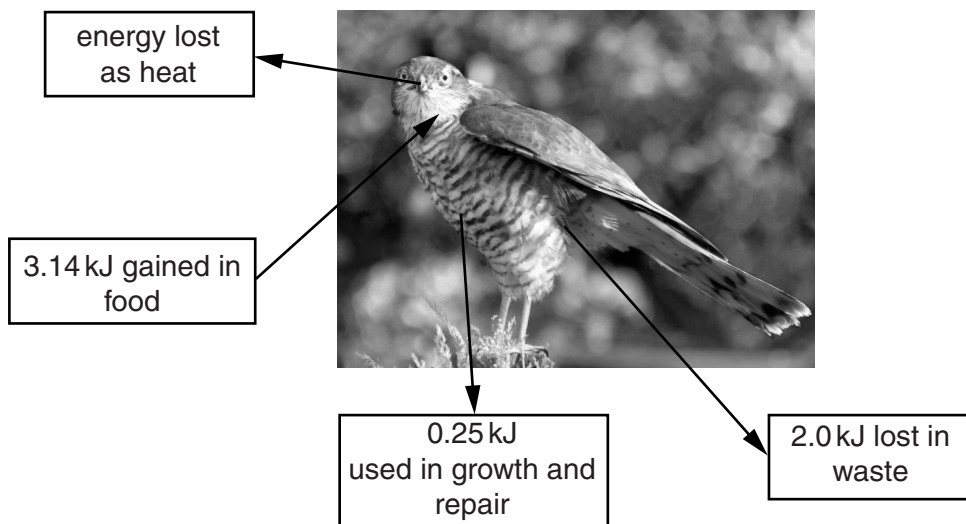 energy lost
as heat
3.14 kJ gained in
food
0.25 kJ
used in growth and
repair
2.0 kJ lost in
waste